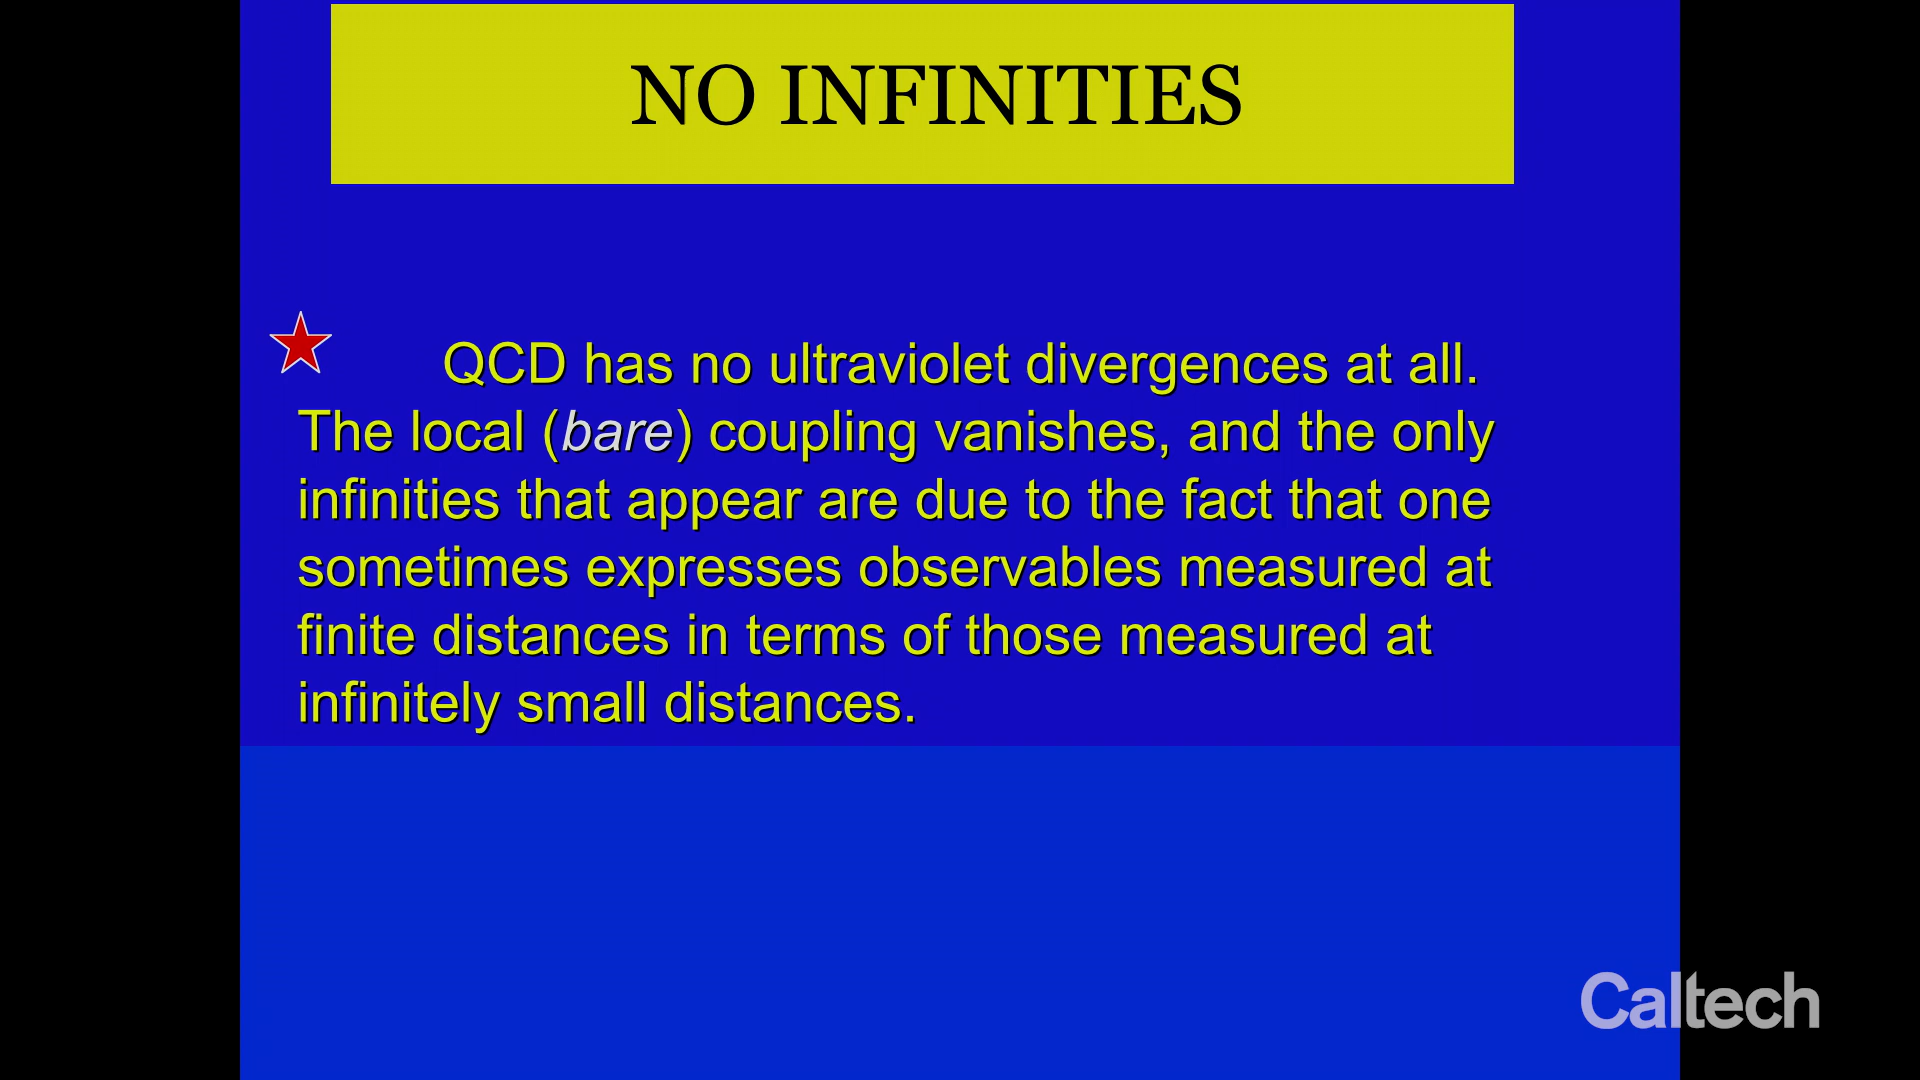 NO INFINITIES
QCD has no ultraviolet divergences at all.
The local (bare) coupling vanishes, and the only
infinities that appear are due to the fact that one
sometimes expresses observables measured at
finite distances in terms of those measured at
infinitely small distances.
Caltech